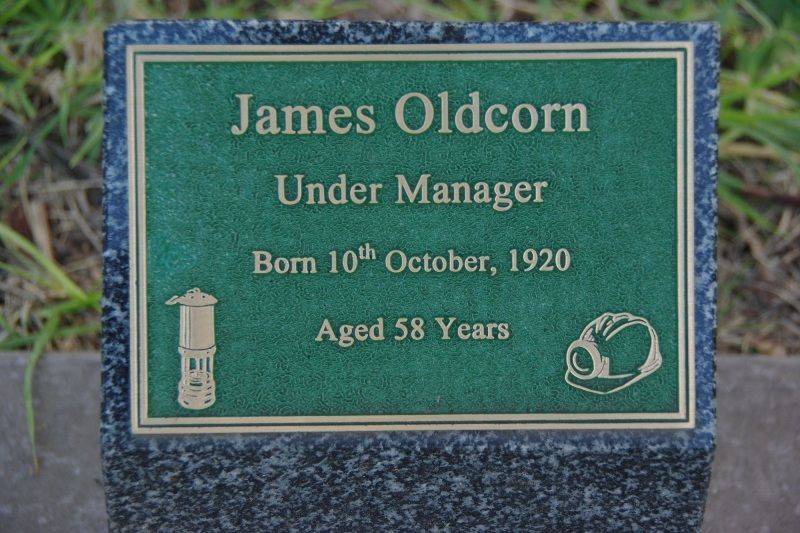 James Oldcorn
Under Manager
Born 10th October, 1920
Aged 58 Years